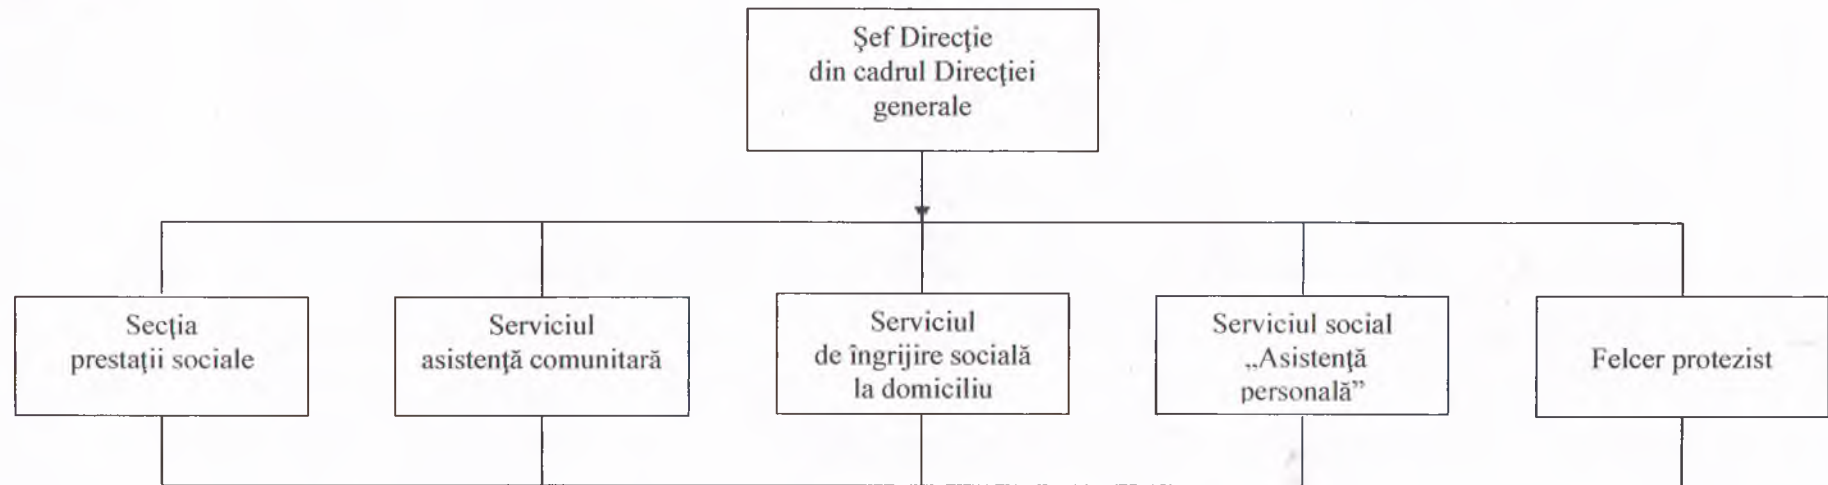 Şef Direcţie
din cadrul Direcţiei
generale
Secţia
prestaţii sociale
Serviciul
asistenţă comunitară
Serviciul
de îngrijire socială
la domiciliu
Serviciul social
„Asistenţă
personală”
Felcer protezist